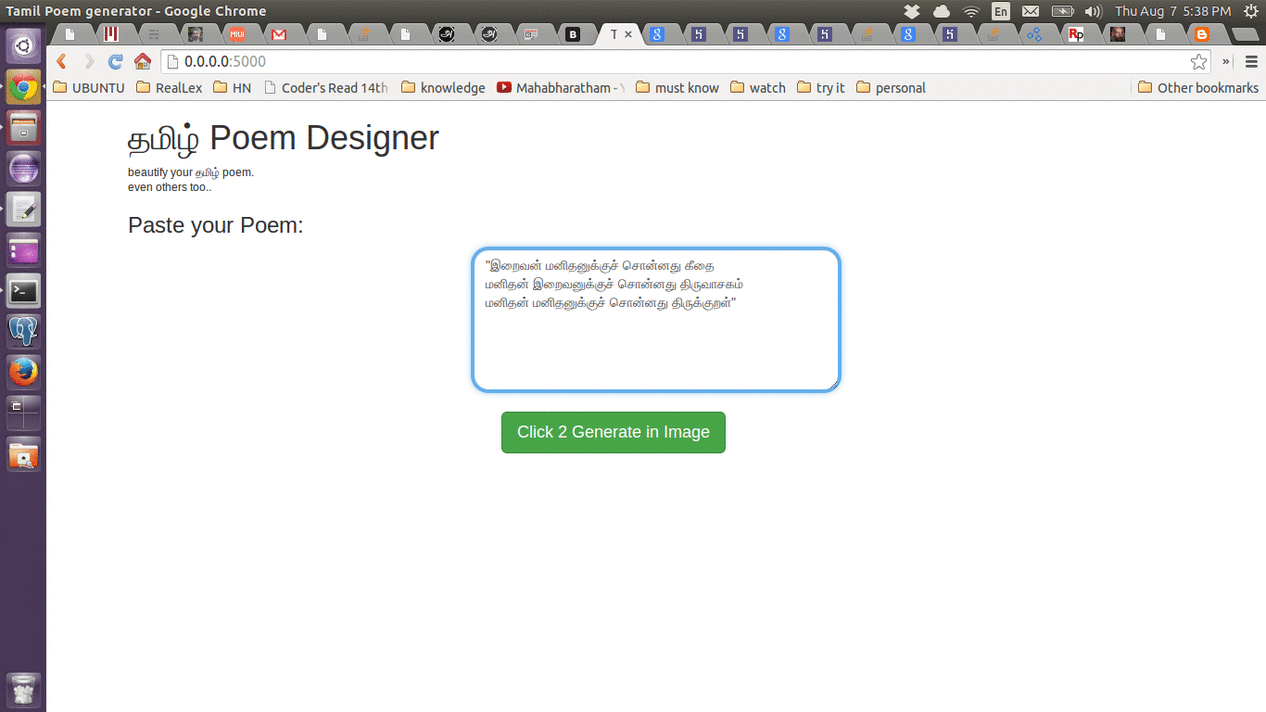 Tamil Poem generator - Google Chrome
En
Thu Aug 7 5:38 PM
MIUI
B
T ×
Rp
0.0.0.0:5000
»
UBUNTU
RealLex
HN
Coder's Read 14th
knowledge
Mahabharatham -
must know
watch
try it
personal
Other bookmarks
தமிழ் Poem Designer
beautify your தமிழ் poem.
even others too..
Paste your Poem:
"இறைவன் மனிதனுக்குச் சொன்னது கீதை
மனிதன் இறைவனுக்குச் சொன்னது திருவாசகம்
மனிதன் மனிதனுக்குச் சொன்னது திருக்குறள்"
Click 2 Generate in Image